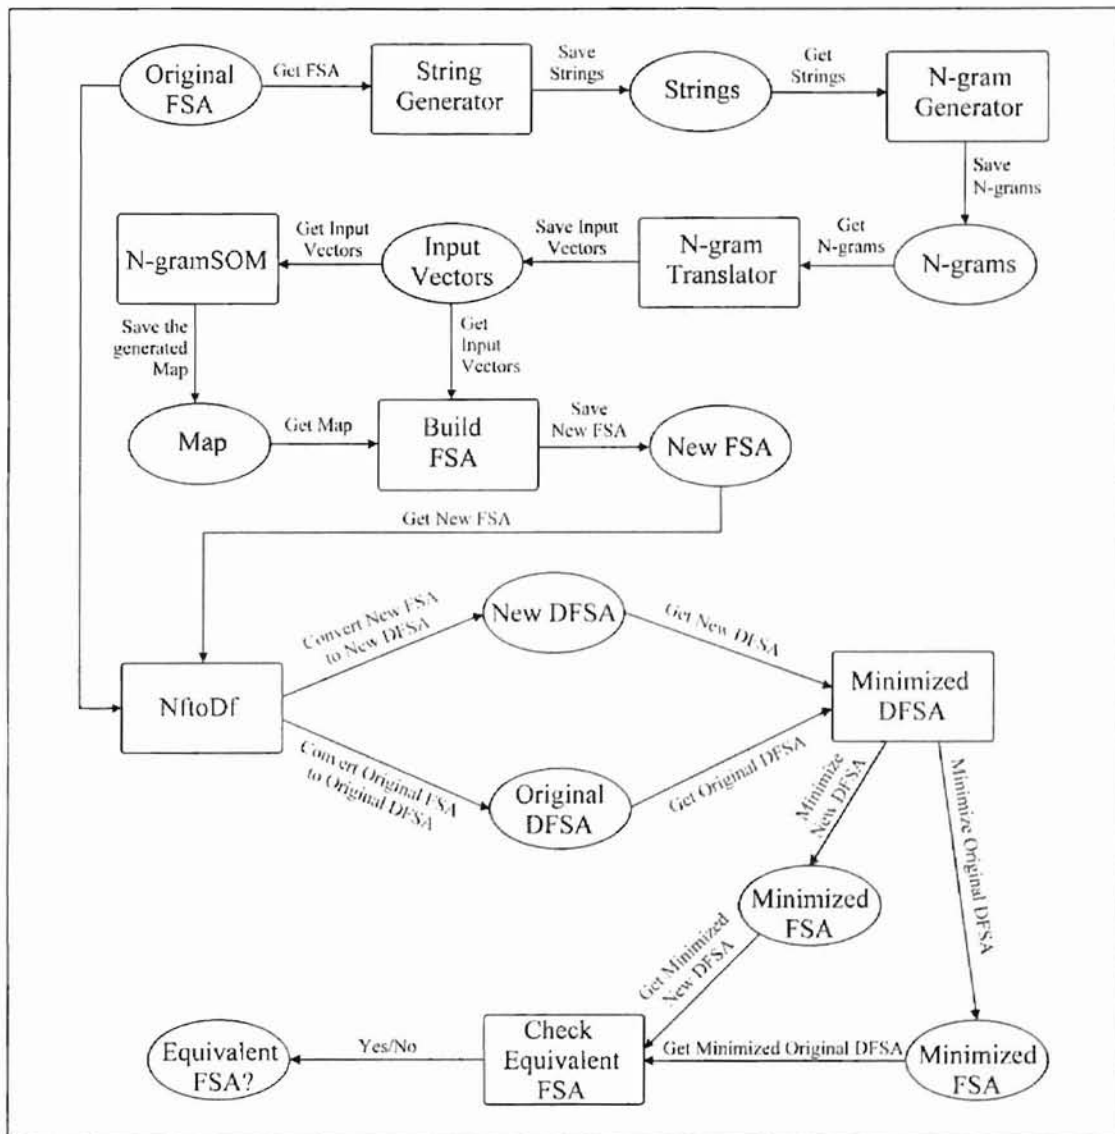 Original
FSA
Get FSA
String
Generator
Save
Strings
Strings
Get
Strings
N-gram
Generator
Save
N-grams
N-gramSOM
Get Input
Vectors
Input
Vectors
Save Input
Vectors
N-gram
Translator
Get
N-grams
N-grams
Save the
generated
Map
Get
Input
Vectors
Map
Get Map
Build
FSA
Save
New FSA
New FSA
Get New FSA
Convert New FSA
to New DFSA
New DFSA
Get New DFSA
NftoDf
Minimized
DFSA
Convert Original FSA
to Original DFSA
Original
DFSA
Get Original DFSA
Minimize
New DFSA
Minimize Original DFSA
Minimized
FSA
Get Minimized
New DFSA
Equivalent
FSA?
Yes/No
Check
Equivalent
FSA
Get Minimized Original DFSA
Minimized
FSA